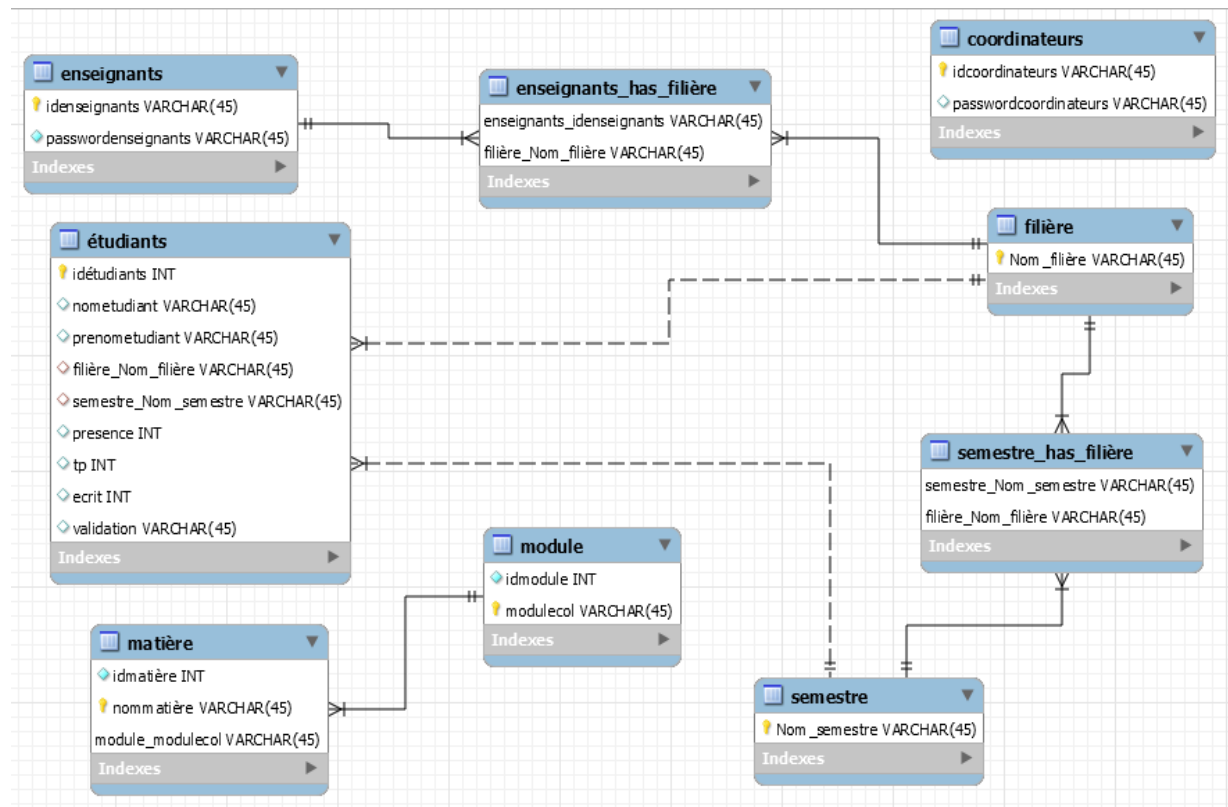 enseignants
idenseignants VARCHAR(45)
passwordenseignants VARCHAR(45)
Indexes
enseignants_has_filière
enseignants_idenseignants VARCHAR(45)
filière_Nom_filière VARCHAR(45)
Indexes
coordinateurs
idcoordinateurs VARCHAR(45)
passwordcoordinateurs VARCHAR(45)
Indexes
étudiants
idétudiants INT
nometudiant VARCHAR(45)
prenometudiant VARCHAR(45)
filière_Nom_filière VARCHAR(45)
semestre_Nom_semestre VARCHAR(45)
presence INT
tp INT
ecrit INT
validation VARCHAR(45)
Indexes
filière
Nom_filière VARCHAR(45)
Indexes
semestre_has_filière
semestre_Nom_semestre VARCHAR(45)
filière_Nom_filière VARCHAR(45)
Indexes
module
idmodule INT
modulecol VARCHAR(45)
Indexes
matière
idmatière INT
nommatière VARCHAR(45)
module_modulecol VARCHAR(45)
Indexes
semestre
Nom_semestre VARCHAR(45)
Indexes